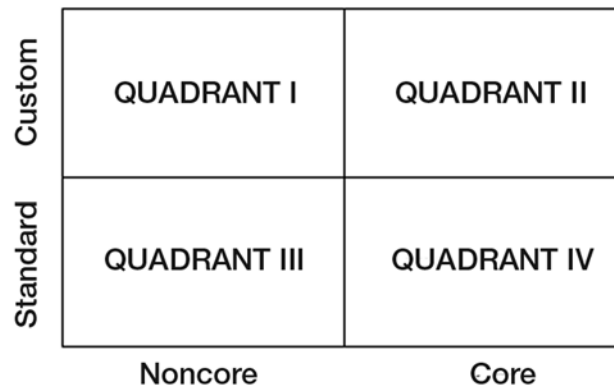 Custom
QUADRANT I
QUADRANT II
Standard
QUADRANT III
QUADRANT IV
Noncore
Core